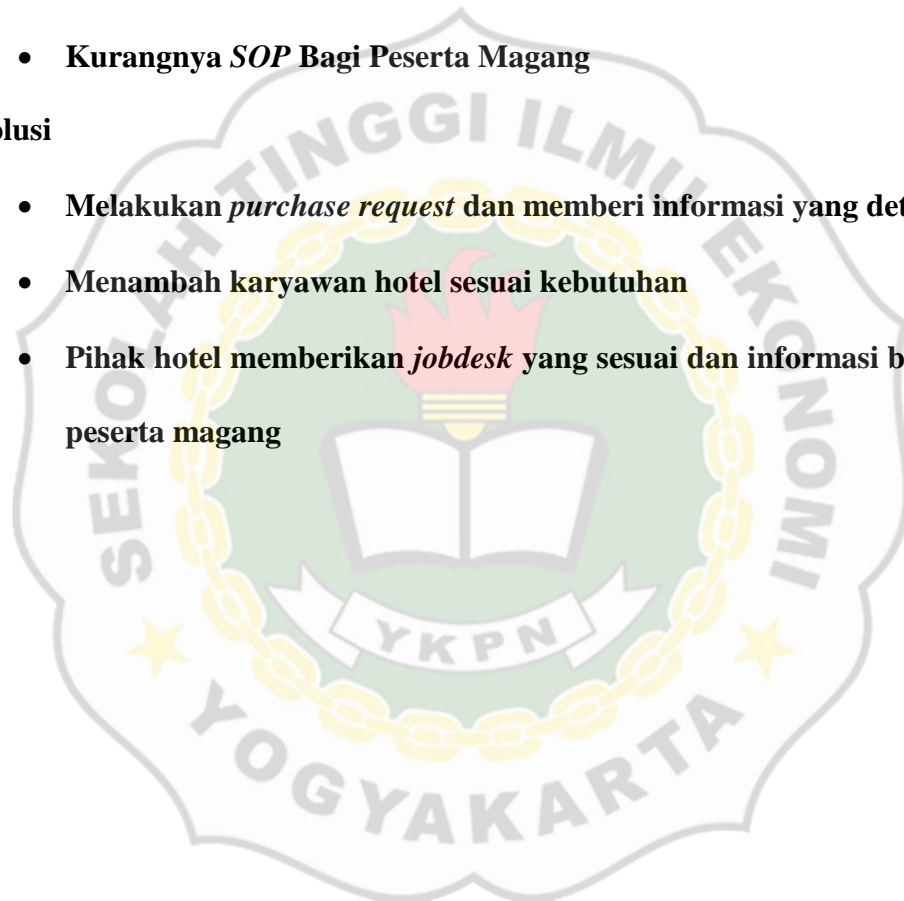 • Kurangnya SOP Bagi Peserta Magang
olusi
• Melakukan purchase request dan memberi informasi yang det
• Menambah karyawan hotel sesuai kebutuhan
• Pihak hotel memberikan jobdesk yang sesuai dan informasi b
peserta magang
SEKOLAH TINGGI ILMU EKONOMI
YKPN
YOGYAKARTA